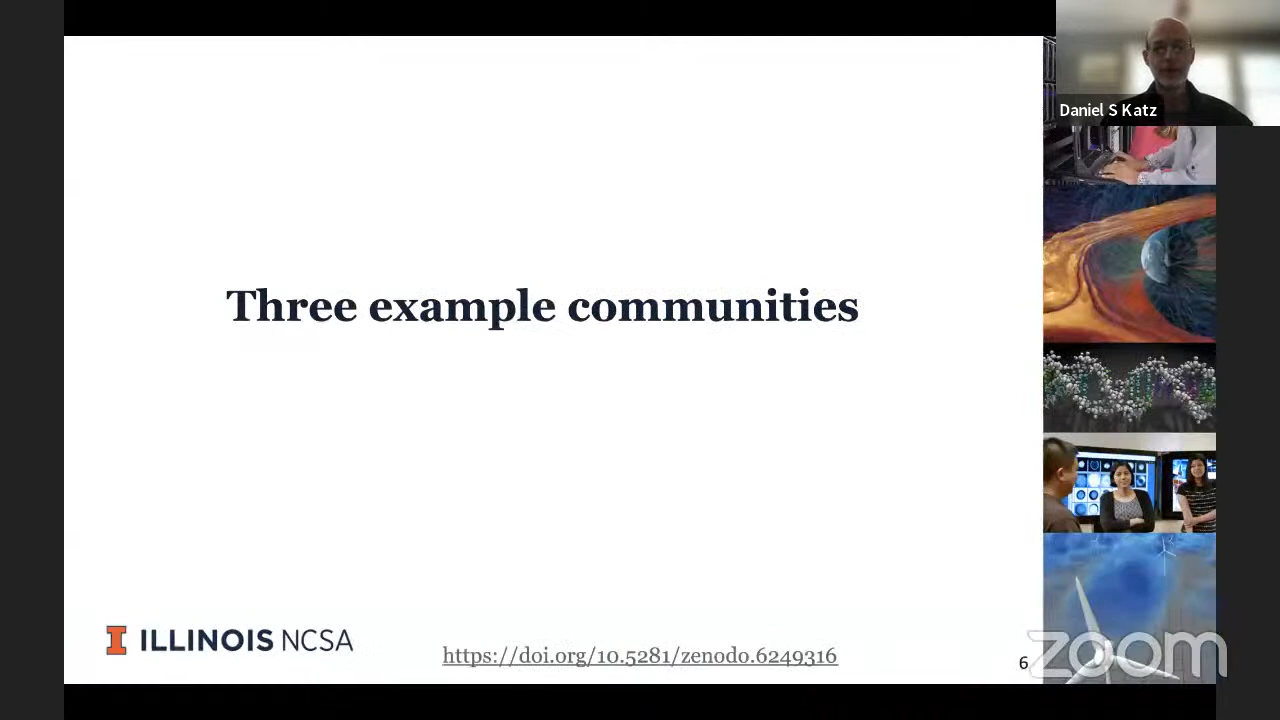 Daniel S Katz
Three example communities
ILLINOIS NCSA
https://doi.org/10.5281/zenodo.6249316
6
zoom